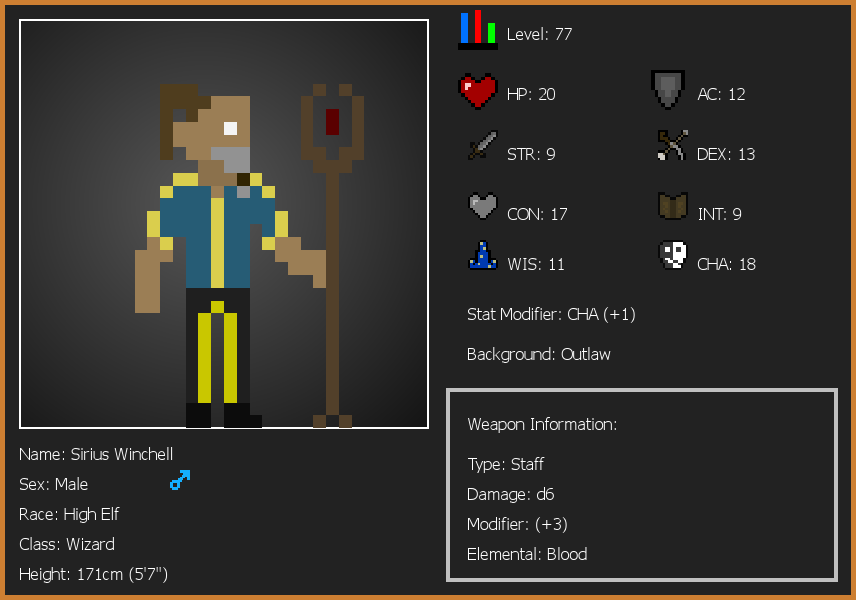 Level: 77
HP: 20
AC: 12
STR: 9
DEX: 13
CON: 17
INT: 9
WIS: 11
CHA: 18
Stat Modifier: CHA (+1)
Background: Outlaw
Weapon Information:
Type: Staff
Damage: d6
Modifier: (+3)
Elemental: Blood
Name: Sirius Winchell
Sex: Male
Race: High Elf
Class: Wizard
Height: 171cm (5'7")